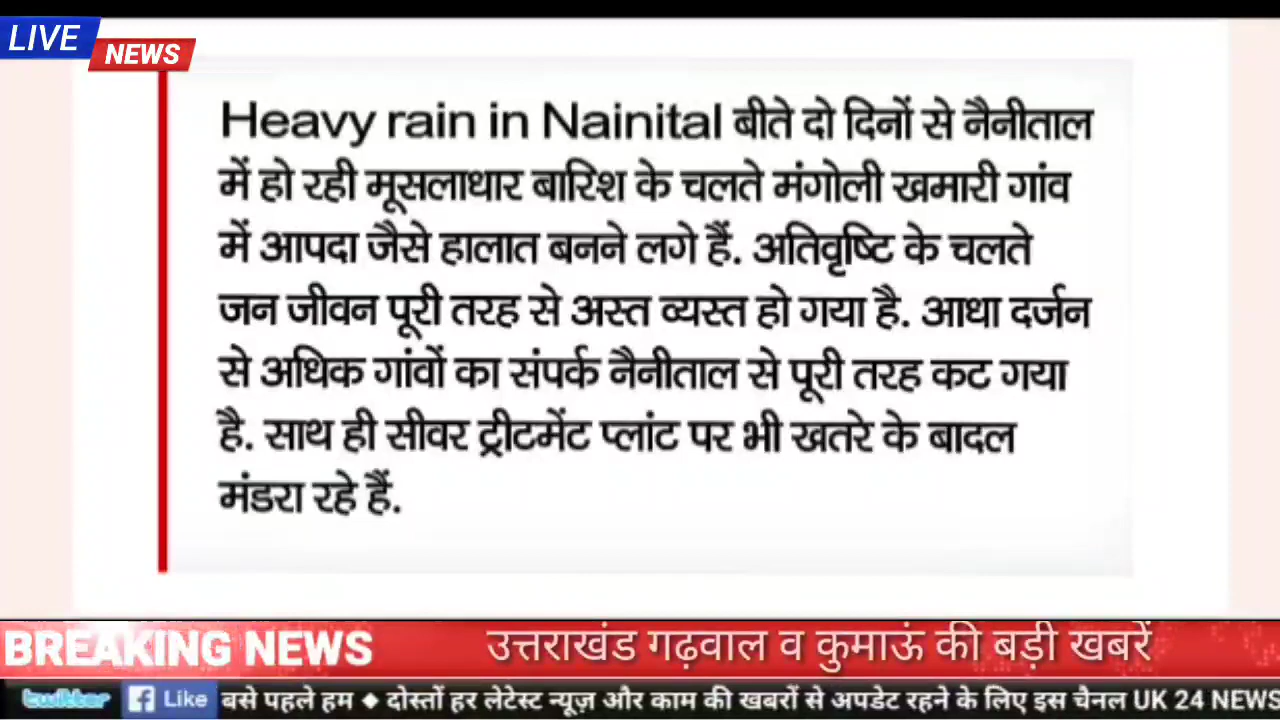 LIVE
NEWS
Heavy rain in Nainital बीते दो दिनों से नैनीताल
में हो रही मूसलाधार बारिश के चलते मंगोली खमारी गांव
में आपदा जैसे हालात बनने लगे हैं. अतिवृष्टि के चलते
जन जीवन पूरी तरह से अस्त व्यस्त हो गया है. आधा दर्जन
से अधिक गांवों का संपर्क नैनीताल से पूरी तरह कट गया
है. साथ ही सीवर ट्रीटमेंट प्लांट पर भी खतरे के बादल
मंडरा रहे हैं.
BREAKING NEWS उत्तराखंड गढ़वाल व कुमाऊं की बड़ी खबरें
twitter Like बसे पहले हम ◆ दोस्तों हर लेटेस्ट न्यूज़ और काम की खबरों से अपडेट रहने के लिए इस चैनल UK 24 NEWS